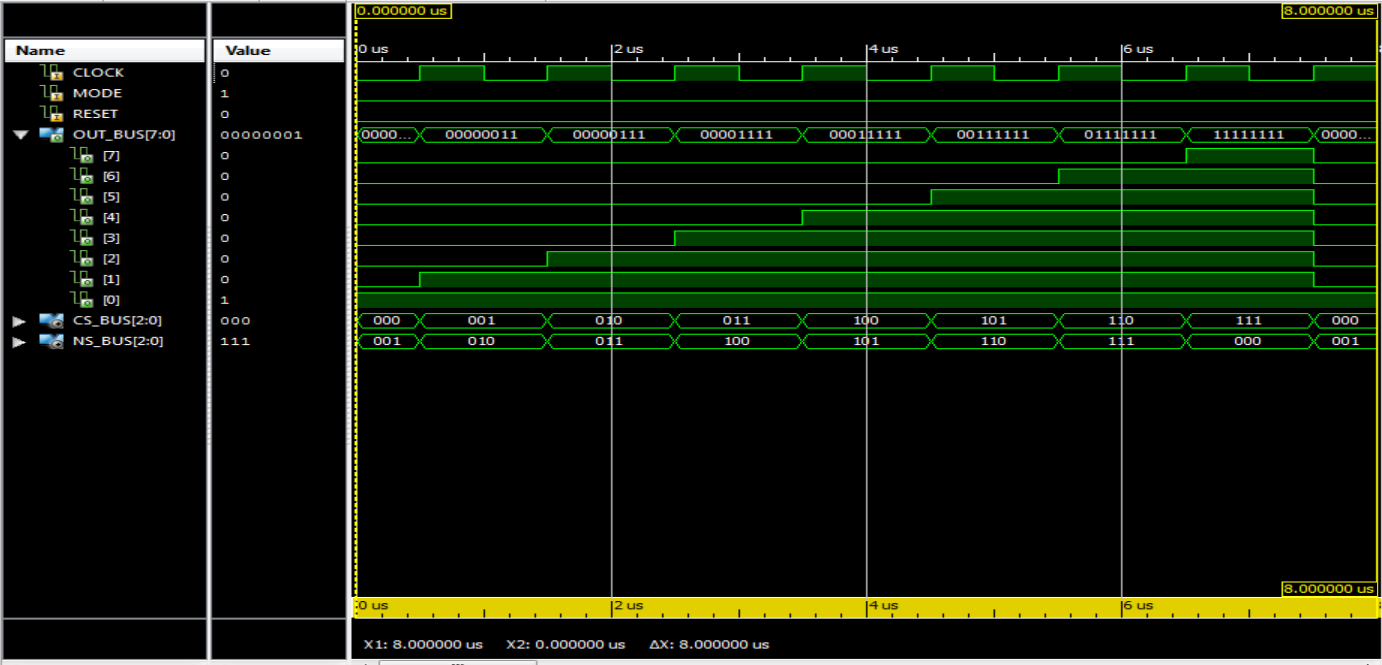 0.000000 us 8.000000 us
Name Value 0 us 2 us 4 us 6 us
CLOCK 0
MODE 1
RESET 0
OUT_BUS[7:0] 00000001 0000... 00000011 00000111 00001111 00011111 00111111 01111111 11111111 0000...
[7] 0
[6] 0
[5] 0
[4] 0
[3] 0
[2] 0
[1] 0
[0] 1
CS_BUS[2:0] 000 000 001 010 011 100 101 110 111 000
NS_BUS[2:0] 111 001 010 011 100 101 110 111 000 001
8.000000 us
0 us 2 us 4 us 6 us
X1: 8.000000 us X2: 0.000000 us ΔX: 8.000000 us